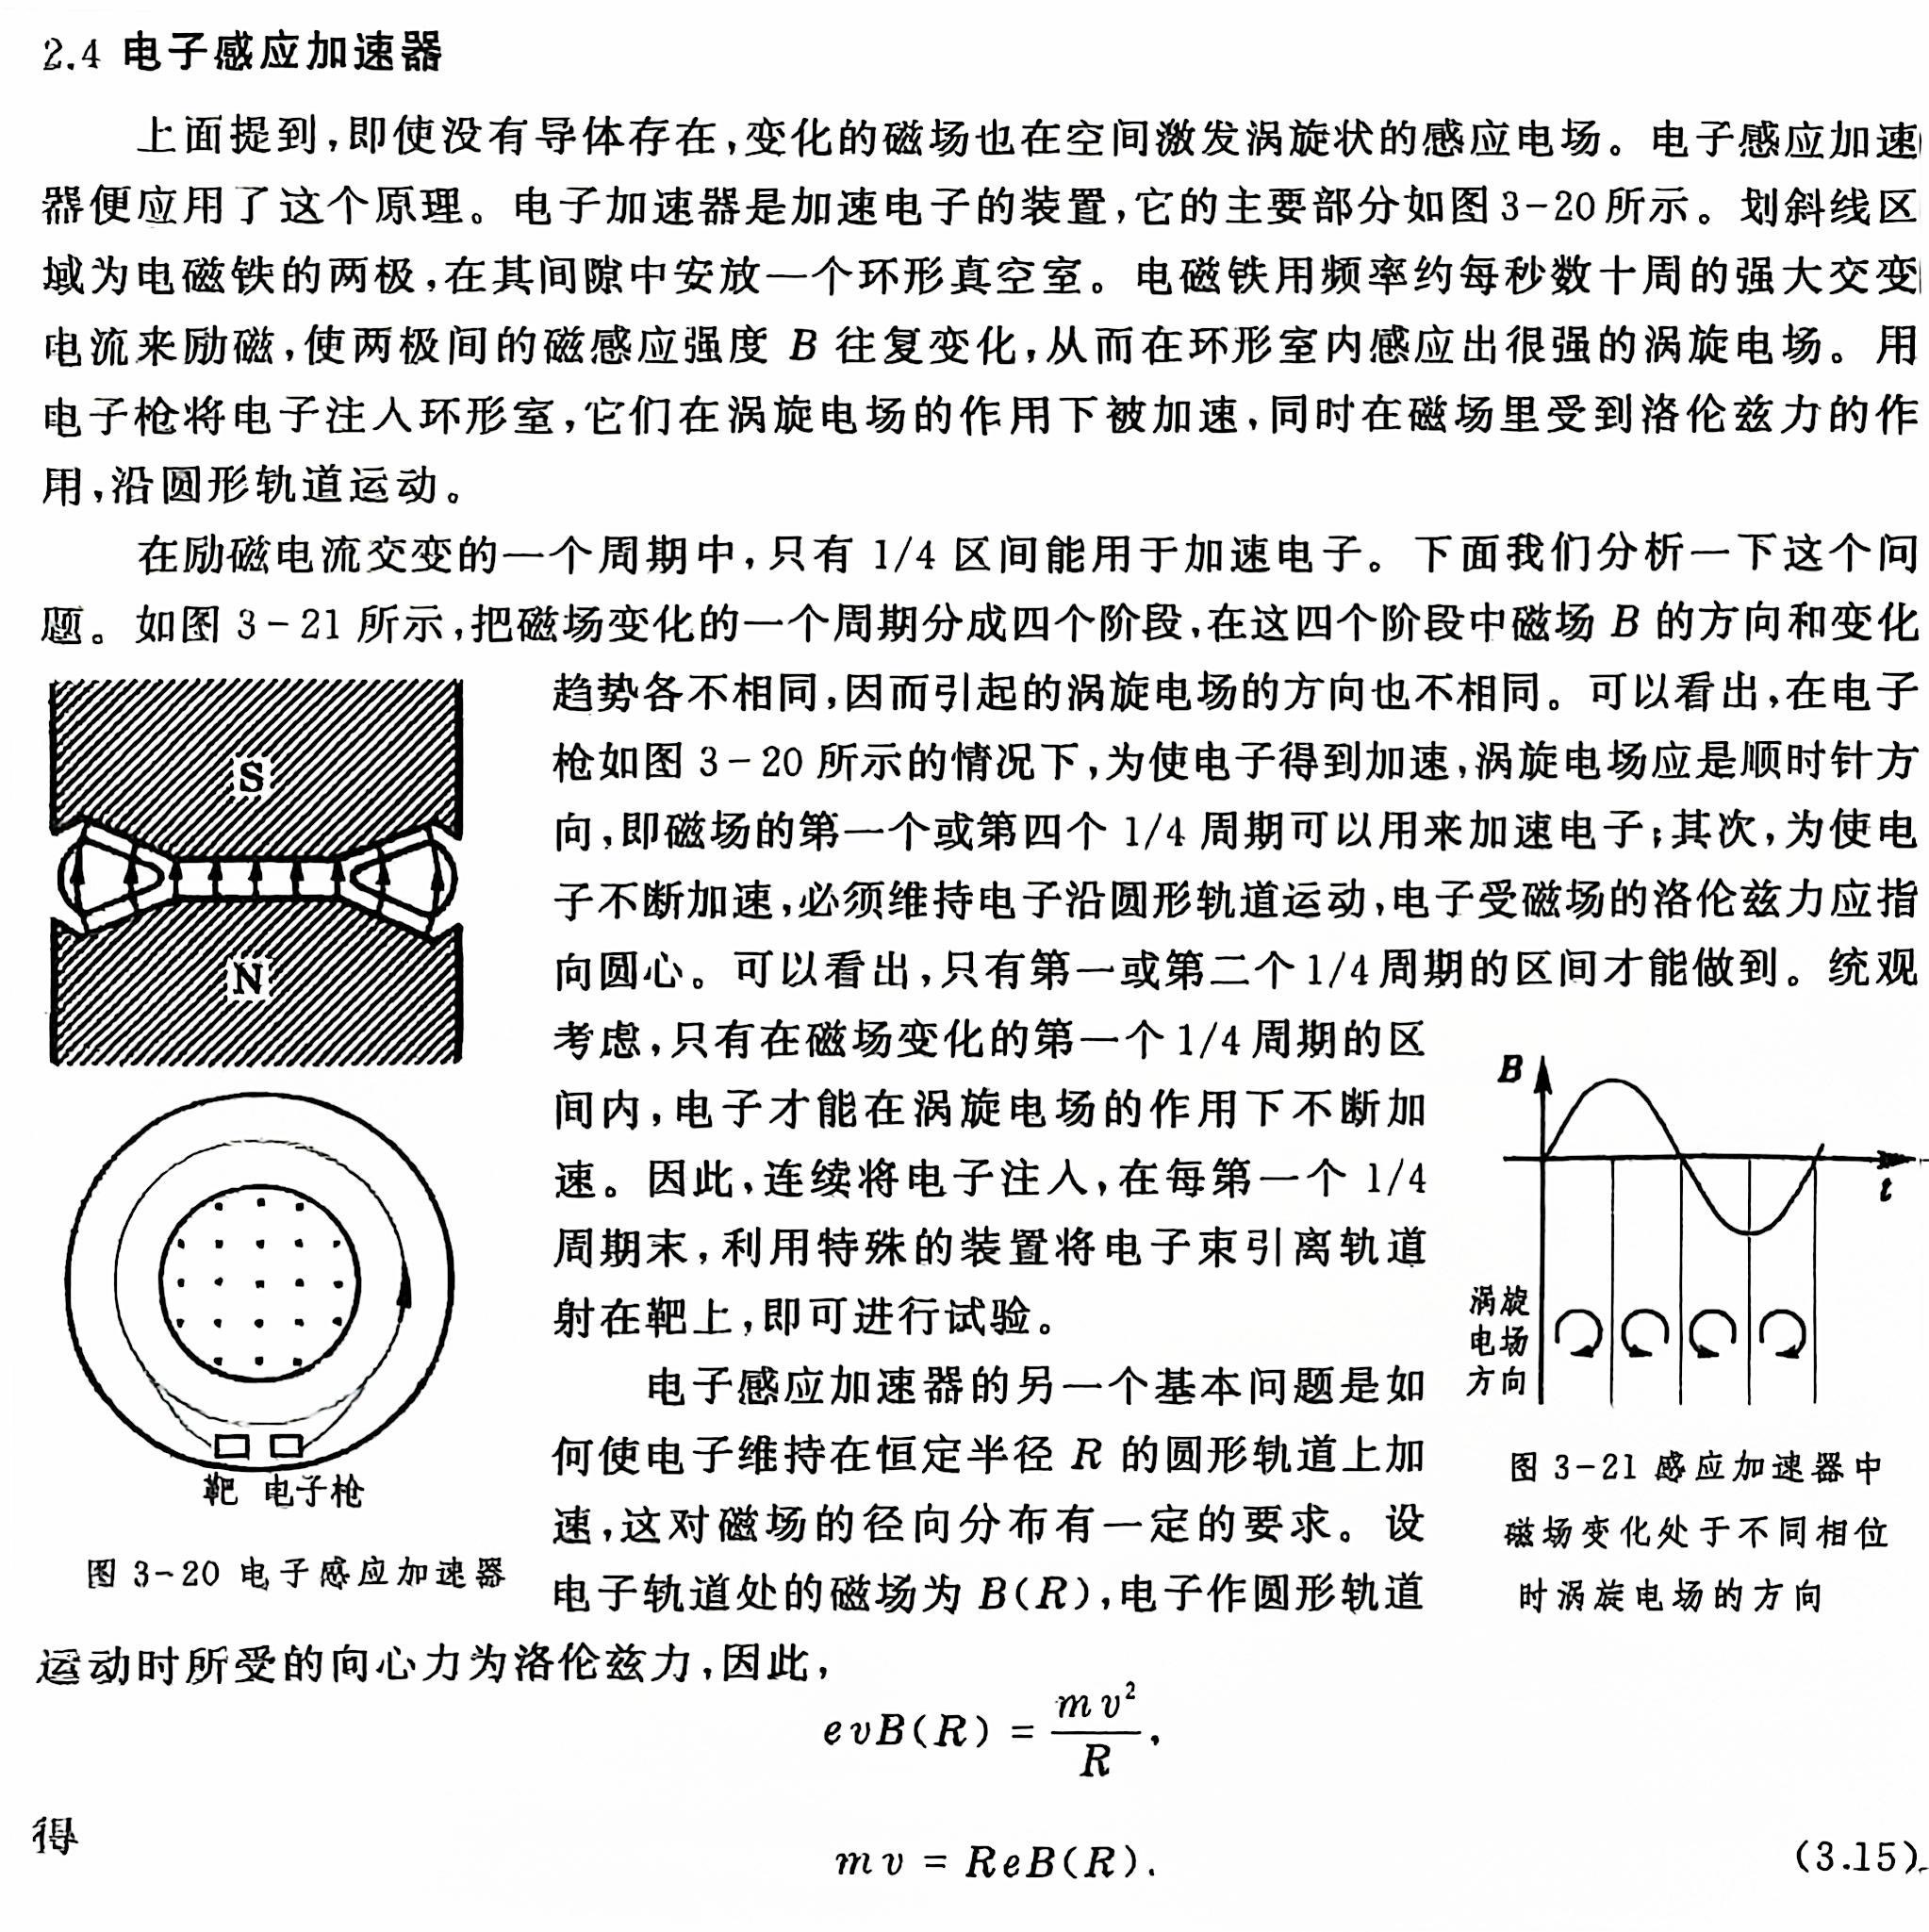 2.4 电子感应加速器
上面提到,即使没有导体存在,变化的磁场也在空间激发涡旋状的感应电场。电子感应加速
器便应用了这个原理。电子加速器是加速电子的装置,它的主要部分如图3-20所示。划斜线区
域为电磁铁的两极,在其间隙中安放一个环形真空室。电磁铁用频率约每秒数十周的强大交变
电流来励磁,使两极间的磁感应强度 B 往复变化,从而在环形室内感应出很强的涡旋电场。用
电子枪将电子注入环形室,它们在涡旋电场的作用下被加速,同时在磁场里受到洛伦兹力的作
用,沿圆形轨道运动。
在励磁电流交变的一个周期中,只有 1/4 区间能用于加速电子。下面我们分析一下这个问
题。如图 3-21 所示,把磁场变化的一个周期分成四个阶段,在这四个阶段中磁场 B 的方向和变化
趋势各不相同,因而引起的涡旋电场的方向也不相同。可以看出,在电子
枪如图 3-20 所示的情况下,为使电子得到加速,涡旋电场应是顺时针方
向,即磁场的第一个或第四个 1/4 周期可以用来加速电子;其次,为使电
子不断加速,必须维持电子沿圆形轨道运动,电子受磁场的洛伦兹力应指
向圆心。可以看出,只有第一或第二个1/4周期的区间才能做到。统观
考虑,只有在磁场变化的第一个1/4周期的区
间内,电子才能在涡旋电场的作用下不断加
速。因此,连续将电子注入,在每第一个 1/4
周期末,利用特殊的装置将电子束引离轨道
射在靶上,即可进行试验。
电子感应加速器的另一个基本问题是如
何使电子维持在恒定半径 R 的圆形轨道上加
速,这对磁场的径向分布有一定的要求。设
电子轨道处的磁场为 B(R),电子作圆形轨道
运动时所受的向心力为洛伦兹力,因此,
S
N
靶 电子枪
图 3-20 电子感应加速器
B
t
涡旋
电场
方向
图 3-21 感应加速器中
磁场变化处于不同相位
时涡旋电场的方向
evB(R) = mv²/R,
得
mv = ReB(R). (3.15)